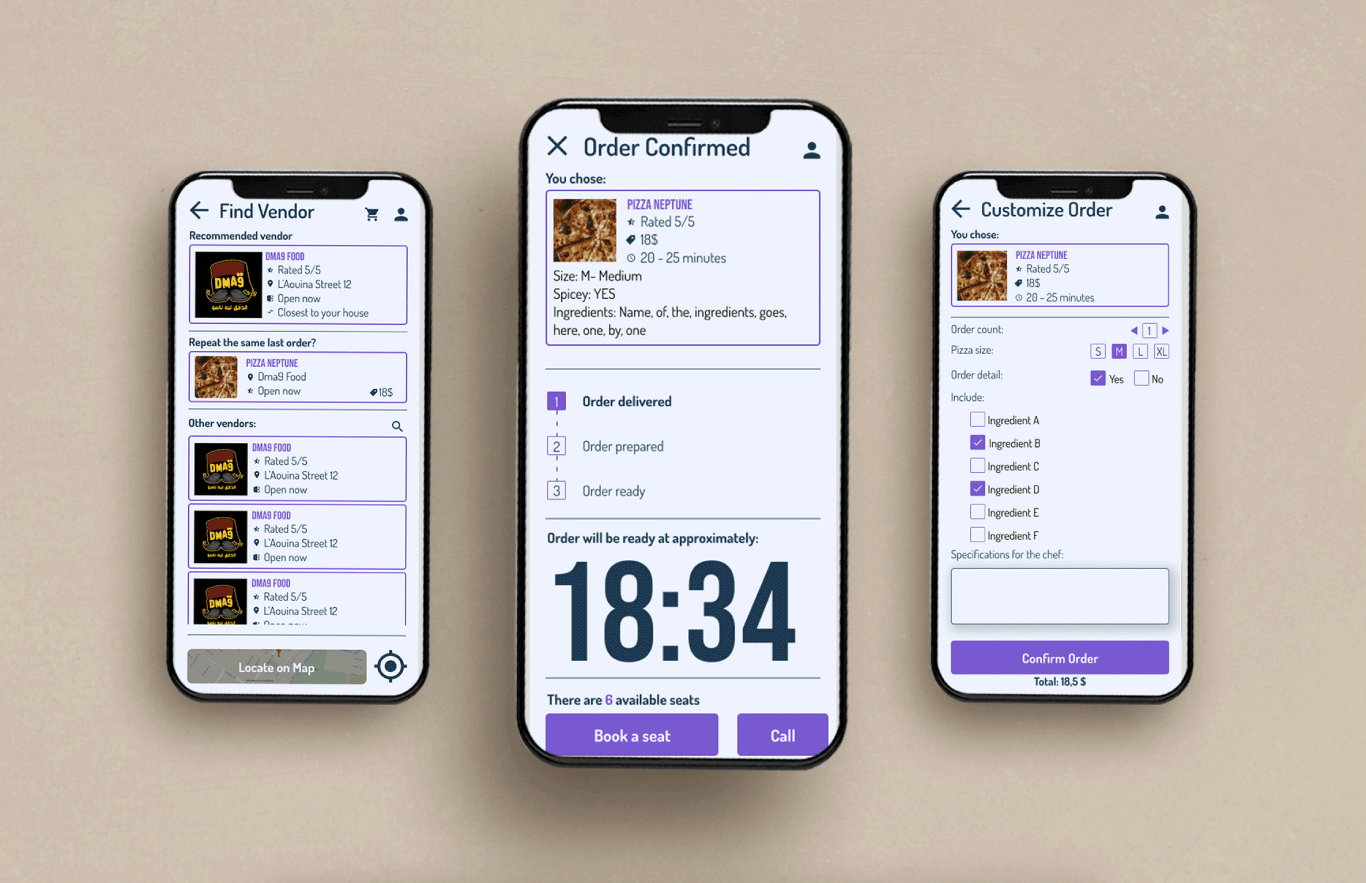 Find Vendor
Recommended vendor
DMA9
DMA9 FOOD
Rated 5/5
L'Aouina Street 12
Open now
Closest to your house
Repeat the same last order?
PIZZA NEPTUNE
Dma9 Food
Open now
18$
Other vendors:
DMA9
DMA9 FOOD
Rated 5/5
L'Aouina Street 12
Open now
DMA9
DMA9 FOOD
Rated 5/5
L'Aouina Street 12
Open now
DMA9
DMA9 FOOD
Rated 5/5
L'Aouina Street 12
Open now
Locate on Map
Order Confirmed
You chose:
PIZZA NEPTUNE
Rated 5/5
18$
20 - 25 minutes
Size: M- Medium
Spicey: YES
Ingredients: Name, of, the, ingredients, goes,
here, one, by, one
1 Order delivered
2 Order prepared
3 Order ready
Order will be ready at approximately:
18:34
There are 6 available seats
Book a seat Call
Customize Order
You chose:
PIZZA NEPTUNE
Rated 5/5
18$
20 - 25 minutes
Order count: 1
Pizza size: S M L XL
Order detail: Yes No
Include:
Ingredient A
Ingredient B
Ingredient C
Ingredient D
Ingredient E
Ingredient F
Specifications for the chef:
Confirm Order
Total: 18,5 $